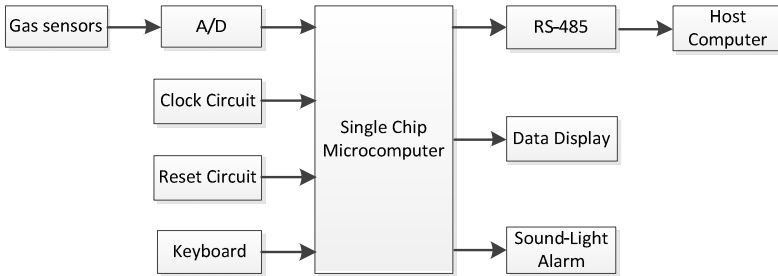 Gas sensors
A/D
RS-485
Host
Computer
Clock Circuit
Single Chip
Microcomputer
Data Display
Reset Circuit
Keyboard
Sound-Light
Alarm